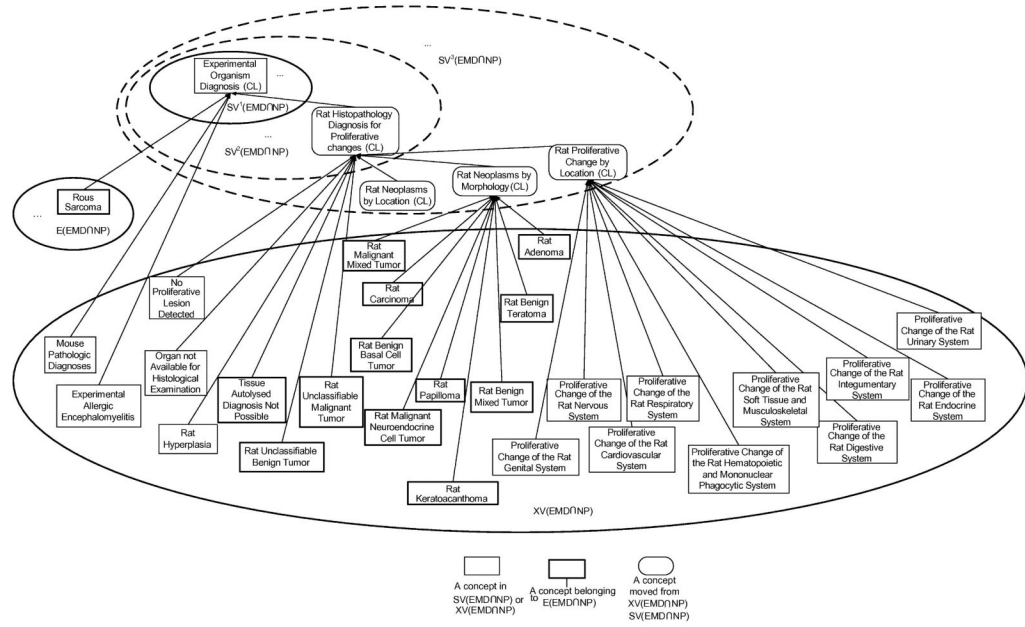 ...
SV³(EMD∩NP)
Experimental
Organism
Diagnosis (CL)
...
SV¹(EMD∩NP)
Rat Histopathology
Diagnosis for
Proliferative
changes (CL)
...
SV²(EMD∩NP)
Rat Neoplasms
by Location (CL)
Rat Neoplasms by
Morphology(CL)
Rat Proliferative
Change by
Location (CL)
Rous
Sarcoma
...
E(EMD∩NP)
Rat
Malignant
Mixed Tumor
Rat
Adenoma
No
Proliferative
Lesion
Detected
Rat
Carcinoma
Rat Benign
Teratoma
Mouse
Pathologic
Diagnoses
Organ not
Available for
Histological
Examination
Rat Benign
Basal Cell
Tumor
Proliferative
Change of the Rat
Urinary System
Experimental
Allergic
Encephalomyelitis
Tissue
Autolysed
Diagnosis Not
Possible
Rat
Unclassifiable
Malignant
Tumor
Rat
Papilloma
Rat Benign
Mixed Tumor
Proliferative
Change of the
Rat Nervous
System
Proliferative
Change of the
Rat Respiratory
System
Proliferative
Change of the Rat
Soft Tissue and
Musculoskeletal
System
Proliferative
Change of the Rat
Integumentary
System
Proliferative
Change of the
Rat Endocrine
System
Rat
Hyperplasia
Rat Unclassifiable
Benign Tumor
Rat Malignant
Neuroendocrine
Cell Tumor
Proliferative
Change of the Rat
Genital System
Proliferative
Change of the Rat
Cardiovascular
System
Proliferative Change of
the Rat Hematopoietic
and Mononuclear
Phagocytic System
Proliferative
Change of the
Rat Digestive
System
Rat
Keratoacanthoma
XV(EMD∩NP)
A concept in
SV(EMD∩NP) or
XV(EMD∩NP)
A concept belonging
to E(EMD∩NP)
A concept
moved from
XV(EMD∩NP)
SV(EMD∩NP)